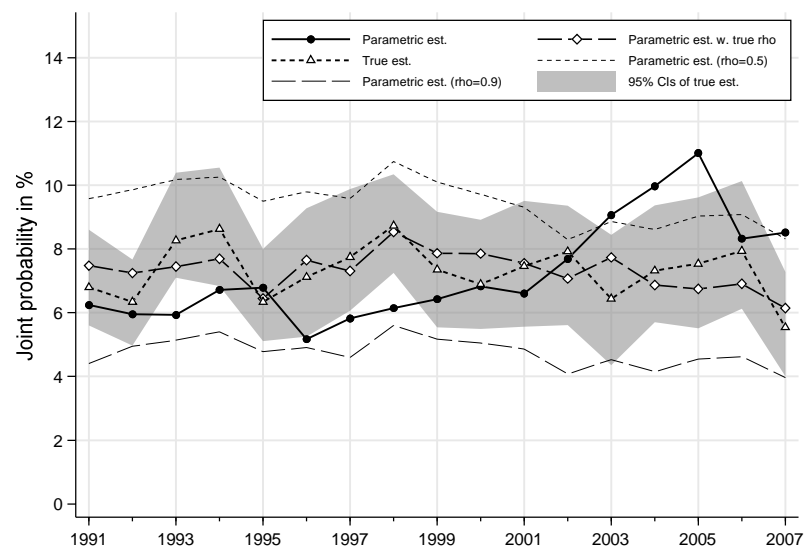 Parametric est.
True est.
Parametric est. (rho=0.9)
Parametric est. w. true rho
Parametric est. (rho=0.5)
95% CIs of true est.
Joint probability in %
14
12
10
8
6
4
2
0
1991 1993 1995 1997 1999 2001 2003 2005 2007